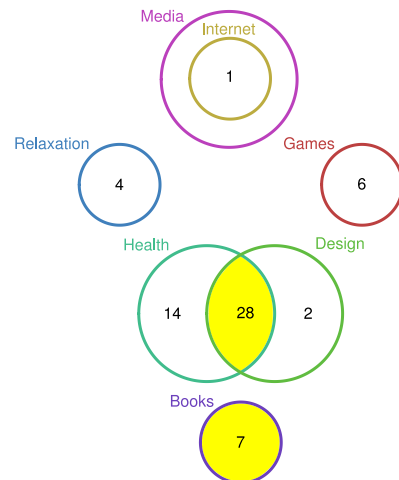 Media
Internet
1
Relaxation
Games
4
6
Health
Design
14
28
2
Books
7